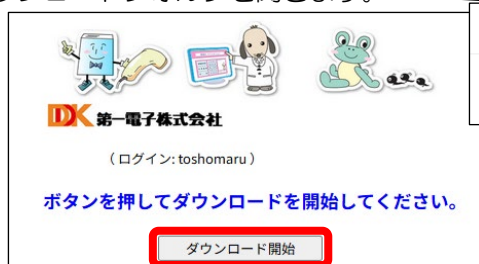 DDK 第一電子株式会社
(ログイン: toshomaru)
ボタンを押してダウンロードを開始してください。
ダウンロード開始